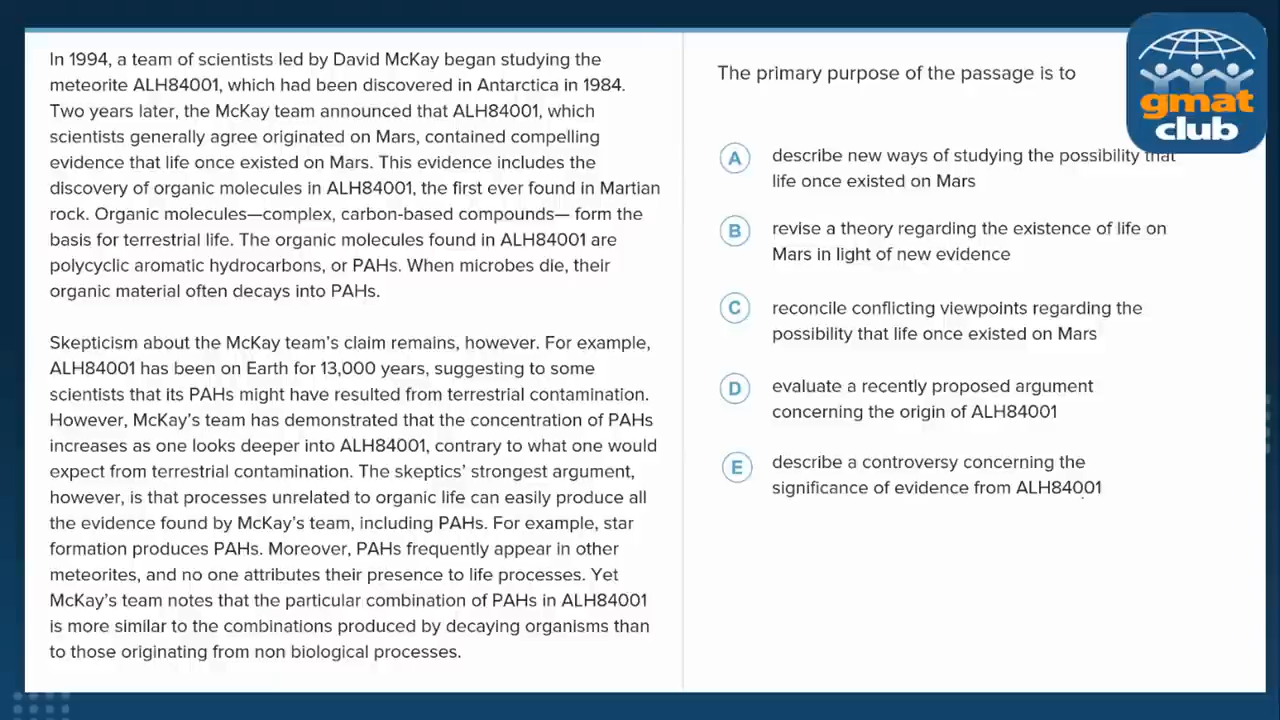 In 1994, a team of scientists led by David McKay began studying the
meteorite ALH84001, which had been discovered in Antarctica in 1984.
Two years later, the McKay team announced that ALH84001, which
scientists generally agree originated on Mars, contained compelling
evidence that life once existed on Mars. This evidence includes the
discovery of organic molecules in ALH84001, the first ever found in Martian
rock. Organic molecules—complex, carbon-based compounds— form the
basis for terrestrial life. The organic molecules found in ALH84001 are
polycyclic aromatic hydrocarbons, or PAHs. When microbes die, their
organic material often decays into PAHs.
Skepticism about the McKay team's claim remains, however. For example,
ALH84001 has been on Earth for 13,000 years, suggesting to some
scientists that its PAHs might have resulted from terrestrial contamination.
However, McKay's team has demonstrated that the concentration of PAHs
increases as one looks deeper into ALH84001, contrary to what one would
expect from terrestrial contamination. The skeptics' strongest argument,
however, is that processes unrelated to organic life can easily produce all
the evidence found by McKay's team, including PAHs. For example, star
formation produces PAHs. Moreover, PAHs frequently appear in other
meteorites, and no one attributes their presence to life processes. Yet
McKay's team notes that the particular combination of PAHs in ALH84001
is more similar to the combinations produced by decaying organisms than
to those originating from non biological processes.
The primary purpose of the passage is to
gmat
club
A describe new ways of studying the possibility that
life once existed on Mars
B revise a theory regarding the existence of life on
Mars in light of new evidence
C reconcile conflicting viewpoints regarding the
possibility that life once existed on Mars
D evaluate a recently proposed argument
concerning the origin of ALH84001
E describe a controversy concerning the
significance of evidence from ALH84001